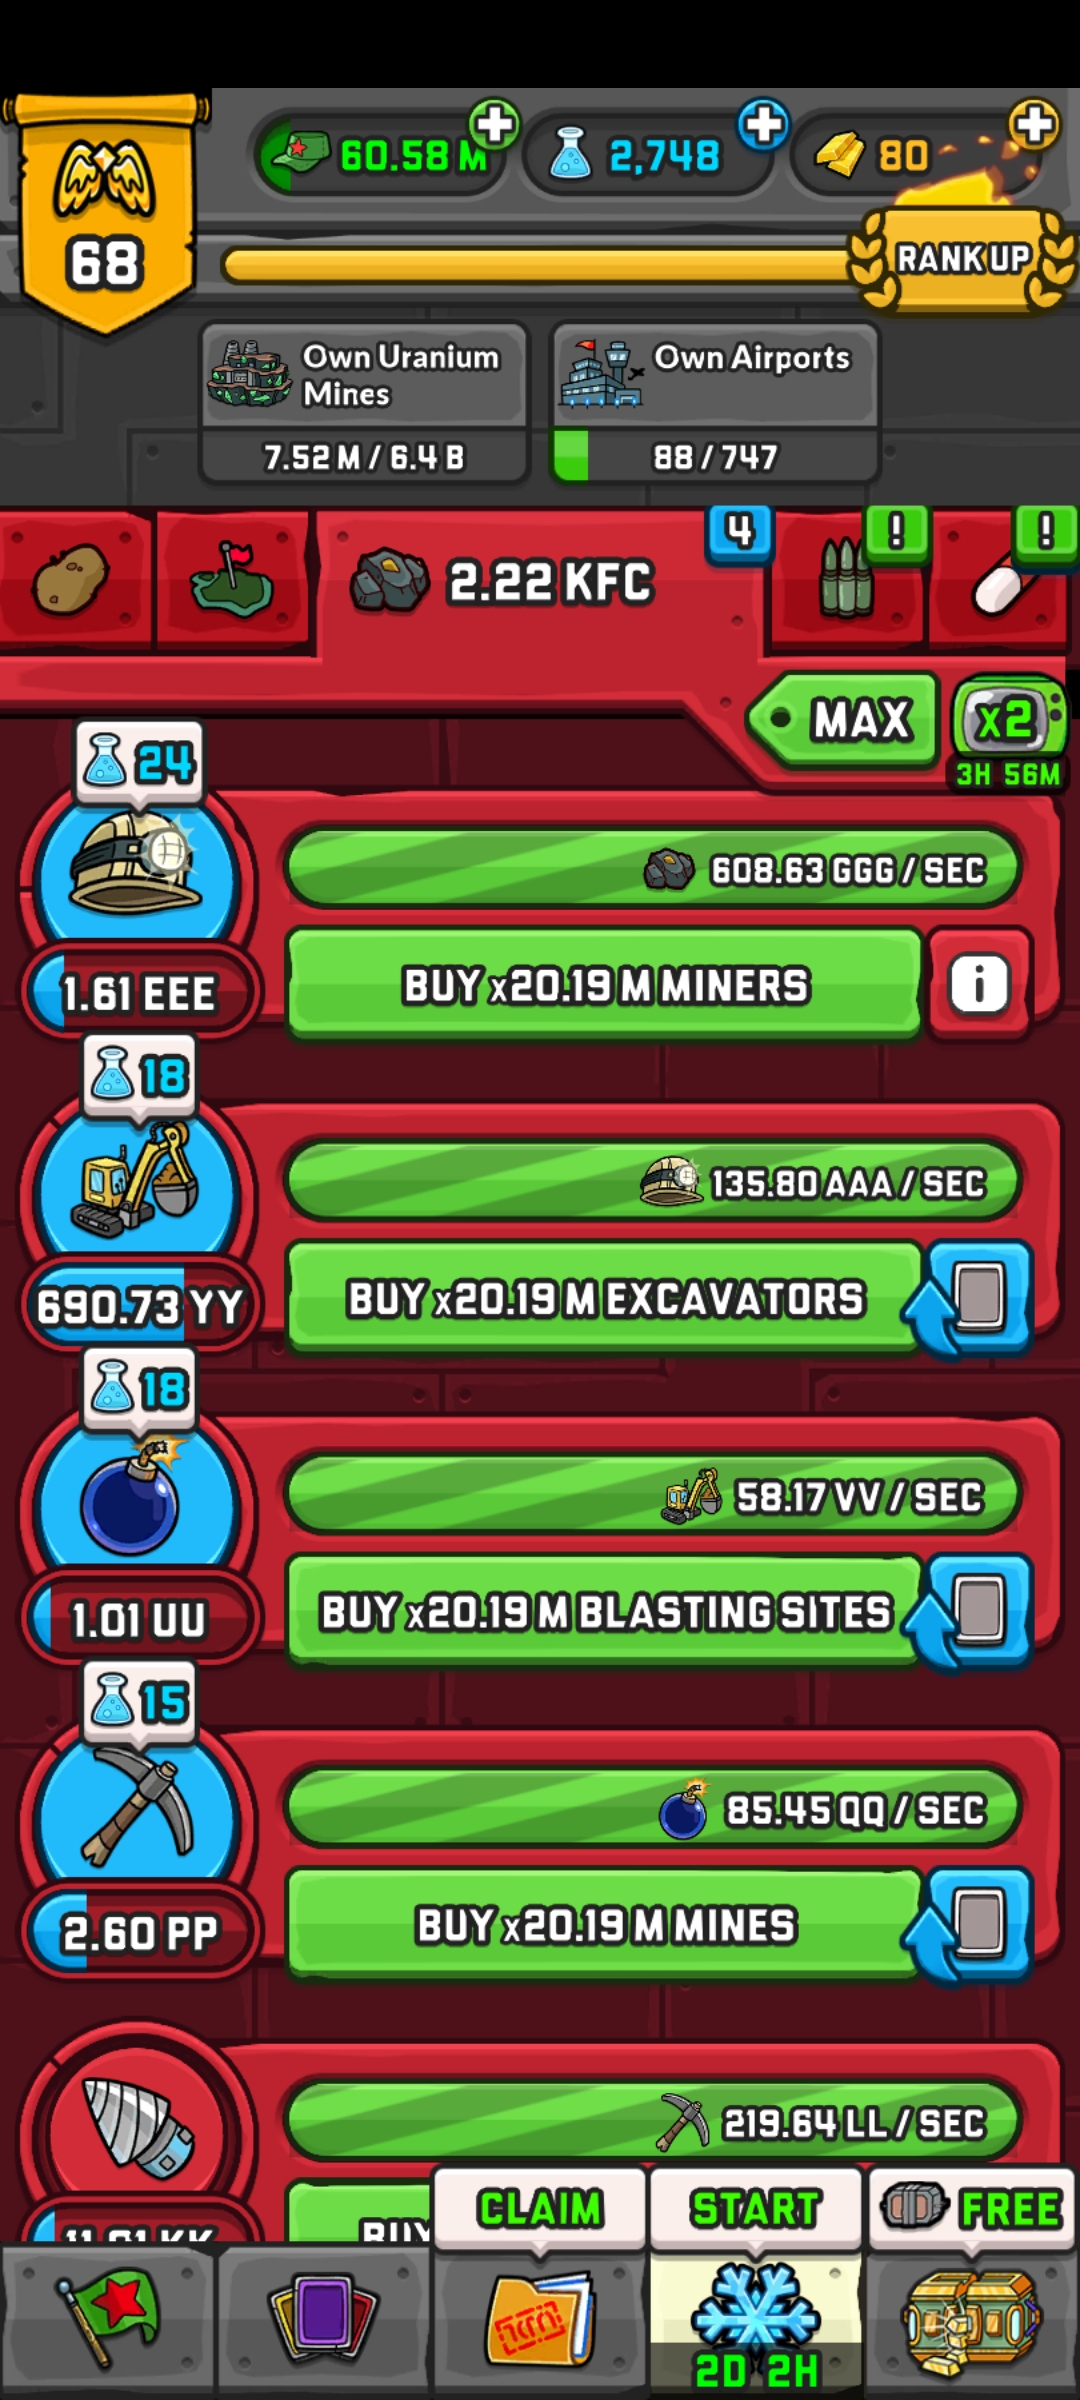 60.58 M
2,748
80
68
RANK UP
Own Uranium
Mines
7.52 M / 6.4 B
Own Airports
88 / 747
2.22 KFC
4
!
!
MAX
x2
3H 56M
24
608.63 GGG / SEC
1.61 EEE
BUY x20.19 M MINERS
i
18
135.80 AAA / SEC
690.73 YY
BUY x20.19 M EXCAVATORS
18
58.17 VV / SEC
1.01 UU
BUY x20.19 M BLASTING SITES
15
85.45 QQ / SEC
2.60 PP
BUY x20.19 M MINES
219.64 LL / SEC
BUY
CLAIM
START
FREE
2D 2H